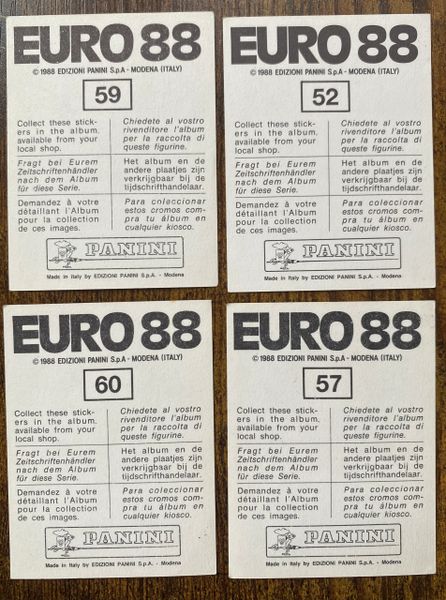 EURO 88
© 1988 EDIZIONI PANINI S.p.A - MODENA (ITALY)
59
Collect these stick-
ers in the album,
available from your
local shop.
Chiedete al vostro
rivenditore l'album
per la raccolta di
queste figurine.
Fragt bei Eurem
Zeitschriftenhändler
nach dem Album
für diese Serie.
Het album en de
andere plaatjes zijn
verkrijgbaar bij de
tijdschrifthandelaar.
Demandez à votre
détaillant l'Album
pour la collection
de ces images.
Para coleccionar
estos cromos com-
pra tu álbum en
cualquier kiosco.
PANINI
Made in Italy by EDIZIONI PANINI S.p.A. - Modena
EURO 88
© 1988 EDIZIONI PANINI S.p.A - MODENA (ITALY)
52
Collect these stick-
ers in the album,
available from your
local shop.
Chiedete al vostro
rivenditore l'album
per la raccolta di
queste figurine.
Fragt bei Eurem
Zeitschriftenhändler
nach dem Album
für diese Serie.
Het album en de
andere plaatjes zijn
verkrijgbaar bij de
tijdschrifthandelaar.
Demandez à votre
détaillant l'Album
pour la collection
de ces images.
Para coleccionar
estos cromos com-
pra tu álbum en
cualquier kiosco.
PANINI
Made in Italy by EDIZIONI PANINI S.p.A. - Modena
EURO 88
© 1988 EDIZIONI PANINI S.p.A - MODENA (ITALY)
60
Collect these stick-
ers in the album,
available from your
local shop.
Chiedete al vostro
rivenditore l'album
per la raccolta di
queste figurine.
Fragt bei Eurem
Zeitschriftenhändler
nach dem Album
für diese Serie.
Het album en de
andere plaatjes zijn
verkrijgbaar bij de
tijdschrifthandelaar.
Demandez à votre
détaillant l'Album
pour la collection
de ces images.
Para coleccionar
estos cromos com-
pra tu álbum en
cualquier kiosco.
PANINI
Made in Italy by EDIZIONI PANINI S.p.A. - Modena
EURO 88
© 1988 EDIZIONI PANINI S.p.A - MODENA (ITALY)
57
Collect these stick-
ers in the album,
available from your
local shop.
Chiedete al vostro
rivenditore l'album
per la raccolta di
queste figurine.
Fragt bei Eurem
Zeitschriftenhändler
nach dem Album
für diese Serie.
Het album en de
andere plaatjes zijn
verkrijgbaar bij de
tijdschrifthandelaar.
Demandez à votre
détaillant l'Album
pour la collection
de ces images.
Para coleccionar
estos cromos com-
pra tu álbum en
cualquier kiosco.
PANINI
Made in Italy by EDIZIONI PANINI S.p.A. - Modena